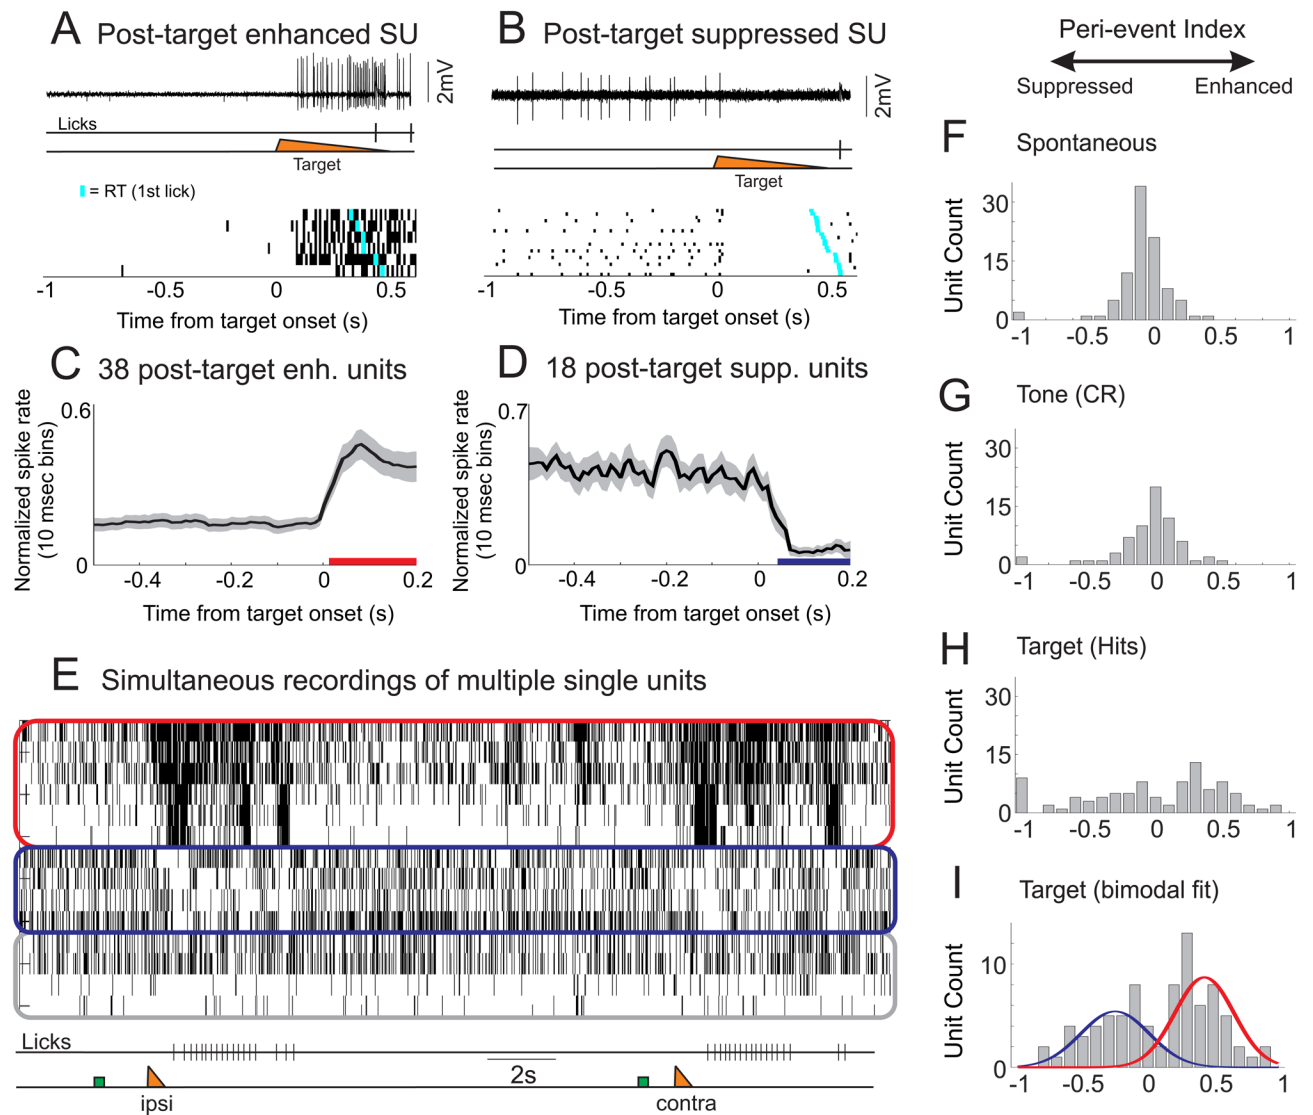 A Post-target enhanced SU
2mV
Licks
Target
= RT (1st lick)
-1 -0.5 0 0.5
Time from target onset (s)
B Post-target suppressed SU
2mV
Target
-1 -0.5 0 0.5
Time from target onset (s)
C 38 post-target enh. units
Normalized spike rate
(10 msec bins)
0.6
0
-0.4 -0.2 0 0.2
Time from target onset (s)
D 18 post-target supp. units
Normalized spike rate
(10 msec bins)
0.7
0
-0.4 -0.2 0 0.2
Time from target onset (s)
E Simultaneous recordings of multiple single units
Licks
2s
ipsi contra
Peri-event Index
Suppressed Enhanced
F Spontaneous
Unit Count
30
15
0
-1 -0.5 0 0.5 1
G Tone (CR)
Unit Count
30
15
0
-1 -0.5 0 0.5 1
H Target (Hits)
Unit Count
30
15
0
-1 -0.5 0 0.5 1
I Target (bimodal fit)
Unit Count
10
0
-1 -0.5 0 0.5 1